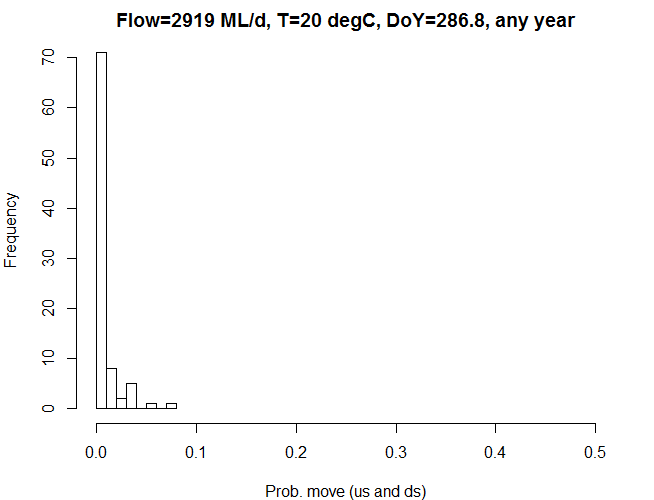 Flow=2919 ML/d, T=20 degC, DoY=286.8, any year
Frequency
70
60
50
40
30
20
10
0
0.0 0.1 0.2 0.3 0.4 0.5
Prob. move (us and ds)